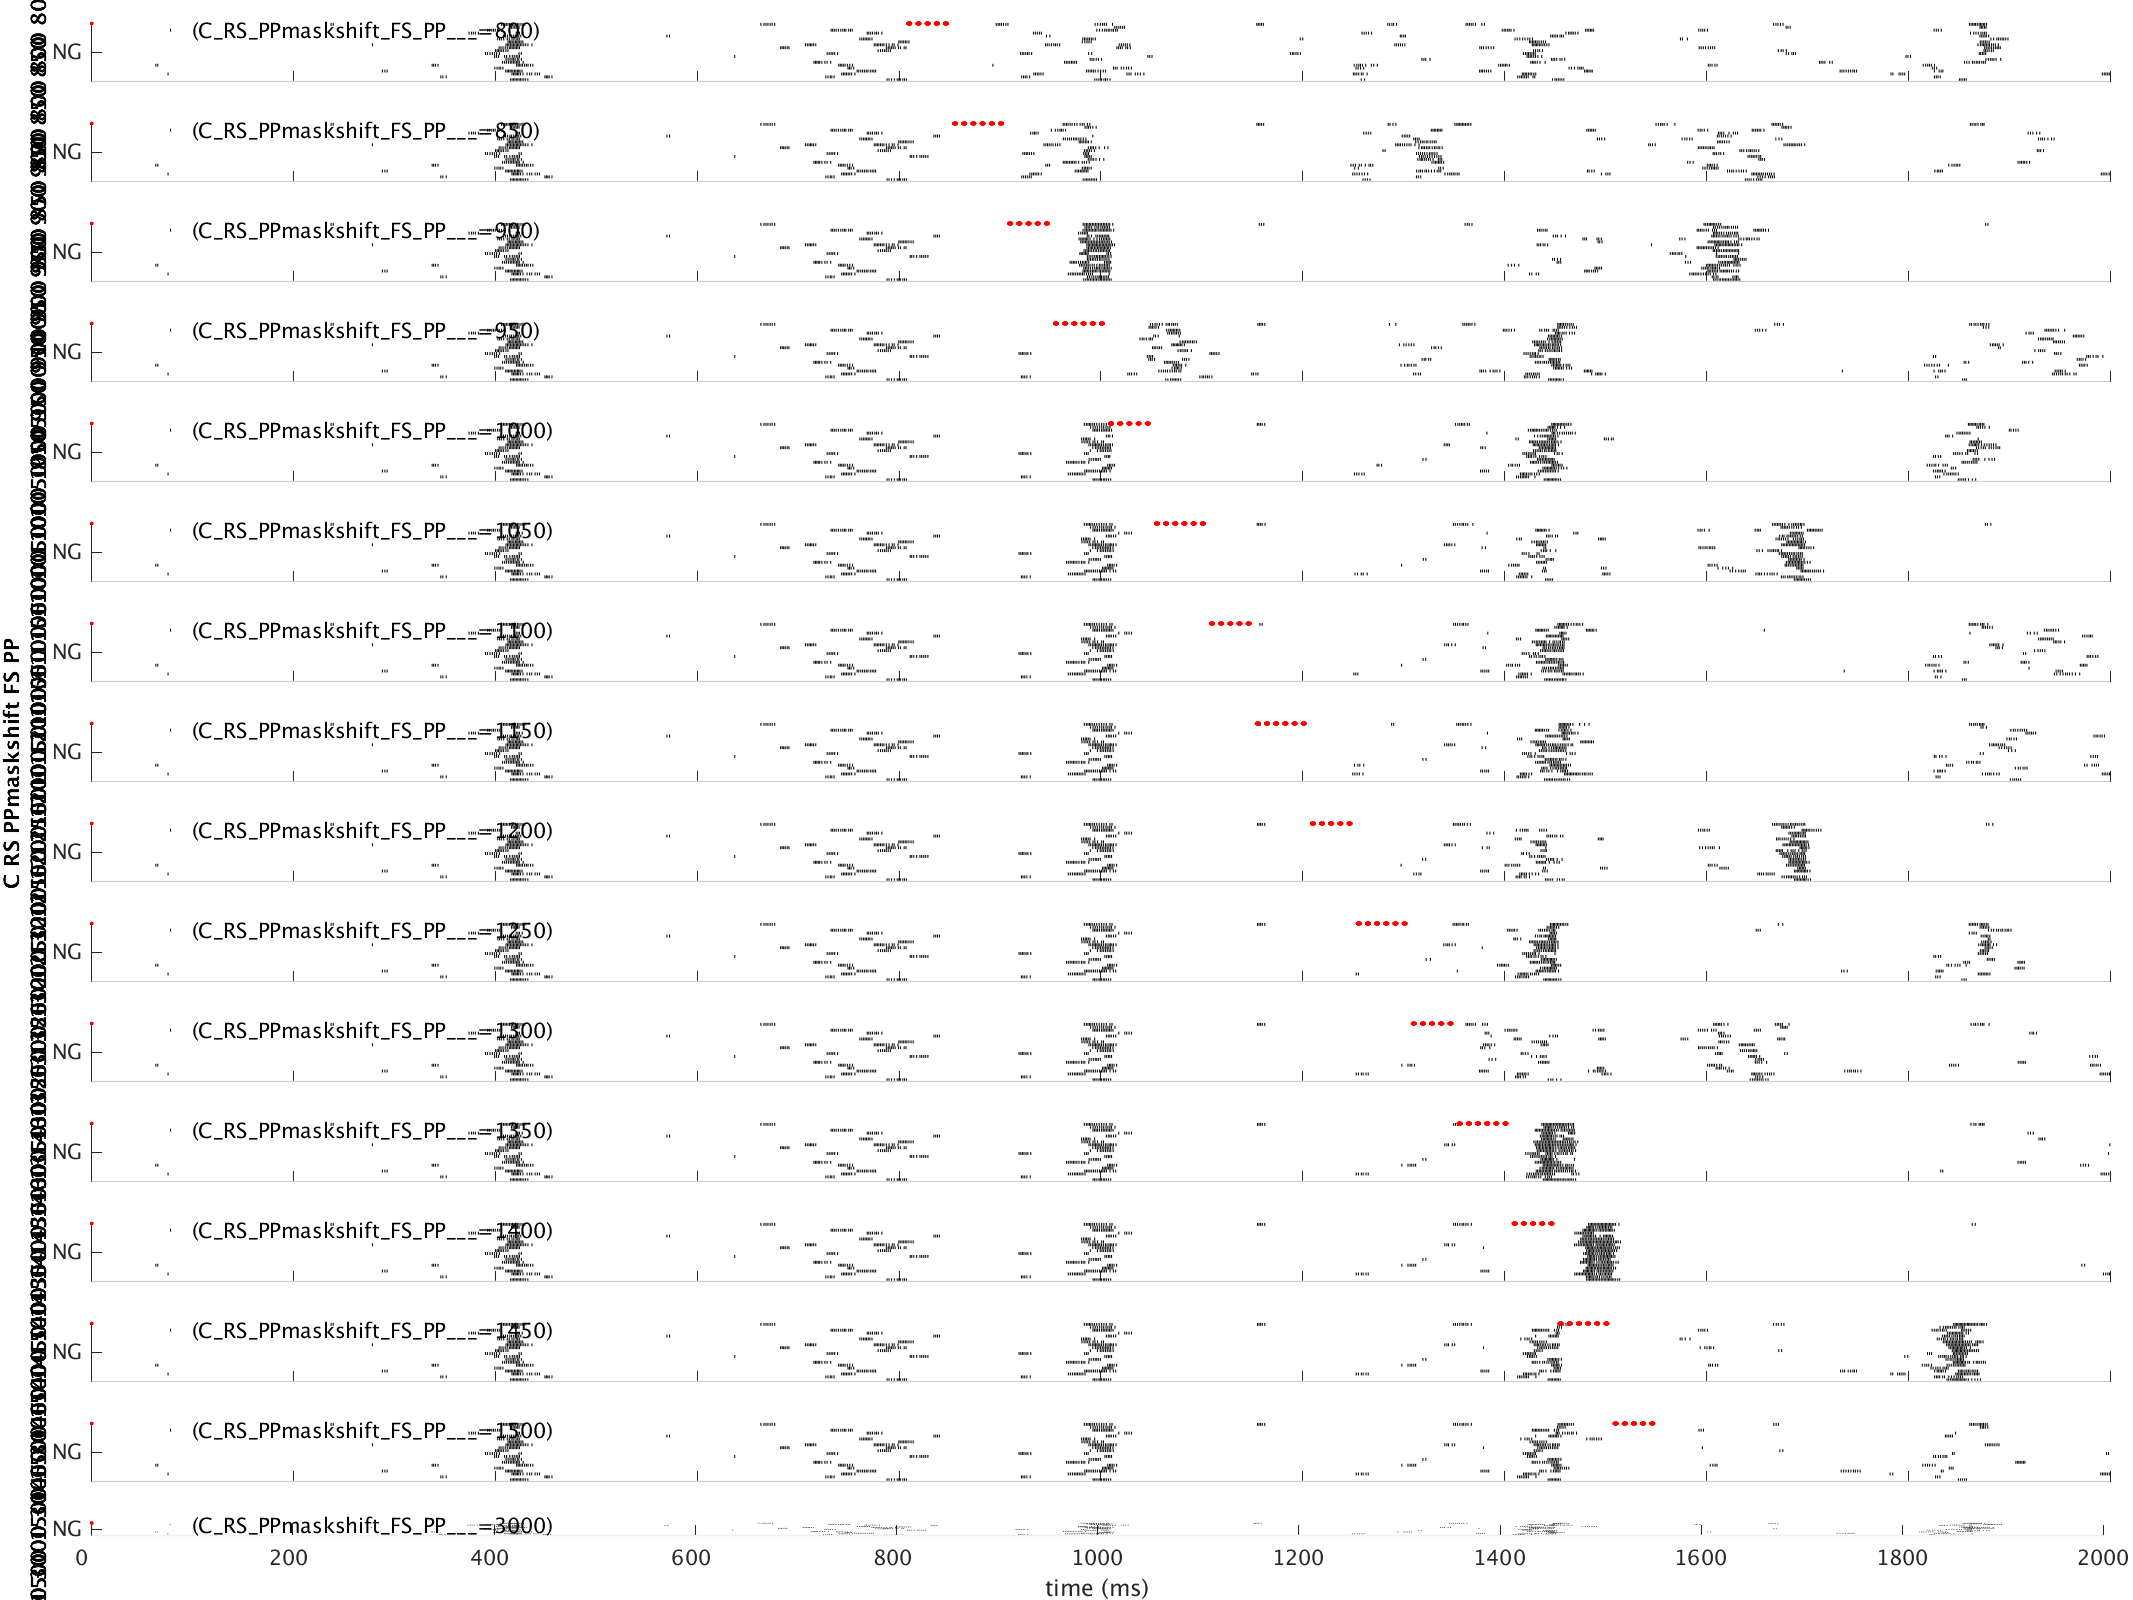 (C_RS_PPmaskshift_FS_PP___=800)
NG
(C_RS_PPmaskshift_FS_PP___=850)
NG
(C_RS_PPmaskshift_FS_PP___=900)
NG
(C_RS_PPmaskshift_FS_PP___=950)
NG
(C_RS_PPmaskshift_FS_PP___=1000)
NG
(C_RS_PPmaskshift_FS_PP___=1050)
NG
(C_RS_PPmaskshift_FS_PP___=1100)
NG
C RS PPmaskshift FS PP
(C_RS_PPmaskshift_FS_PP___=1150)
NG
(C_RS_PPmaskshift_FS_PP___=1200)
NG
(C_RS_PPmaskshift_FS_PP___=1250)
NG
(C_RS_PPmaskshift_FS_PP___=1300)
NG
(C_RS_PPmaskshift_FS_PP___=1350)
NG
(C_RS_PPmaskshift_FS_PP___=1400)
NG
(C_RS_PPmaskshift_FS_PP___=1450)
NG
(C_RS_PPmaskshift_FS_PP___=1500)
NG
(C_RS_PPmaskshift_FS_PP___=3000)
NG
0 200 400 600 800 1000 1200 1400 1600 1800 2000
time (ms)